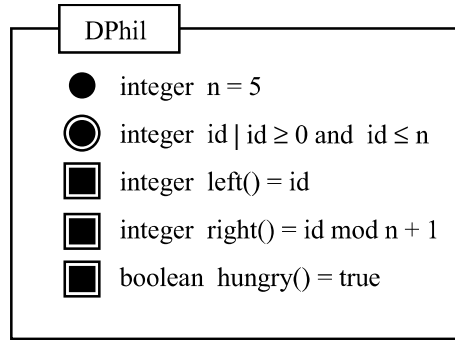 DPhil
integer n = 5
integer id | id ≥ 0 and id ≤ n
integer left() = id
integer right() = id mod n + 1
boolean hungry() = true